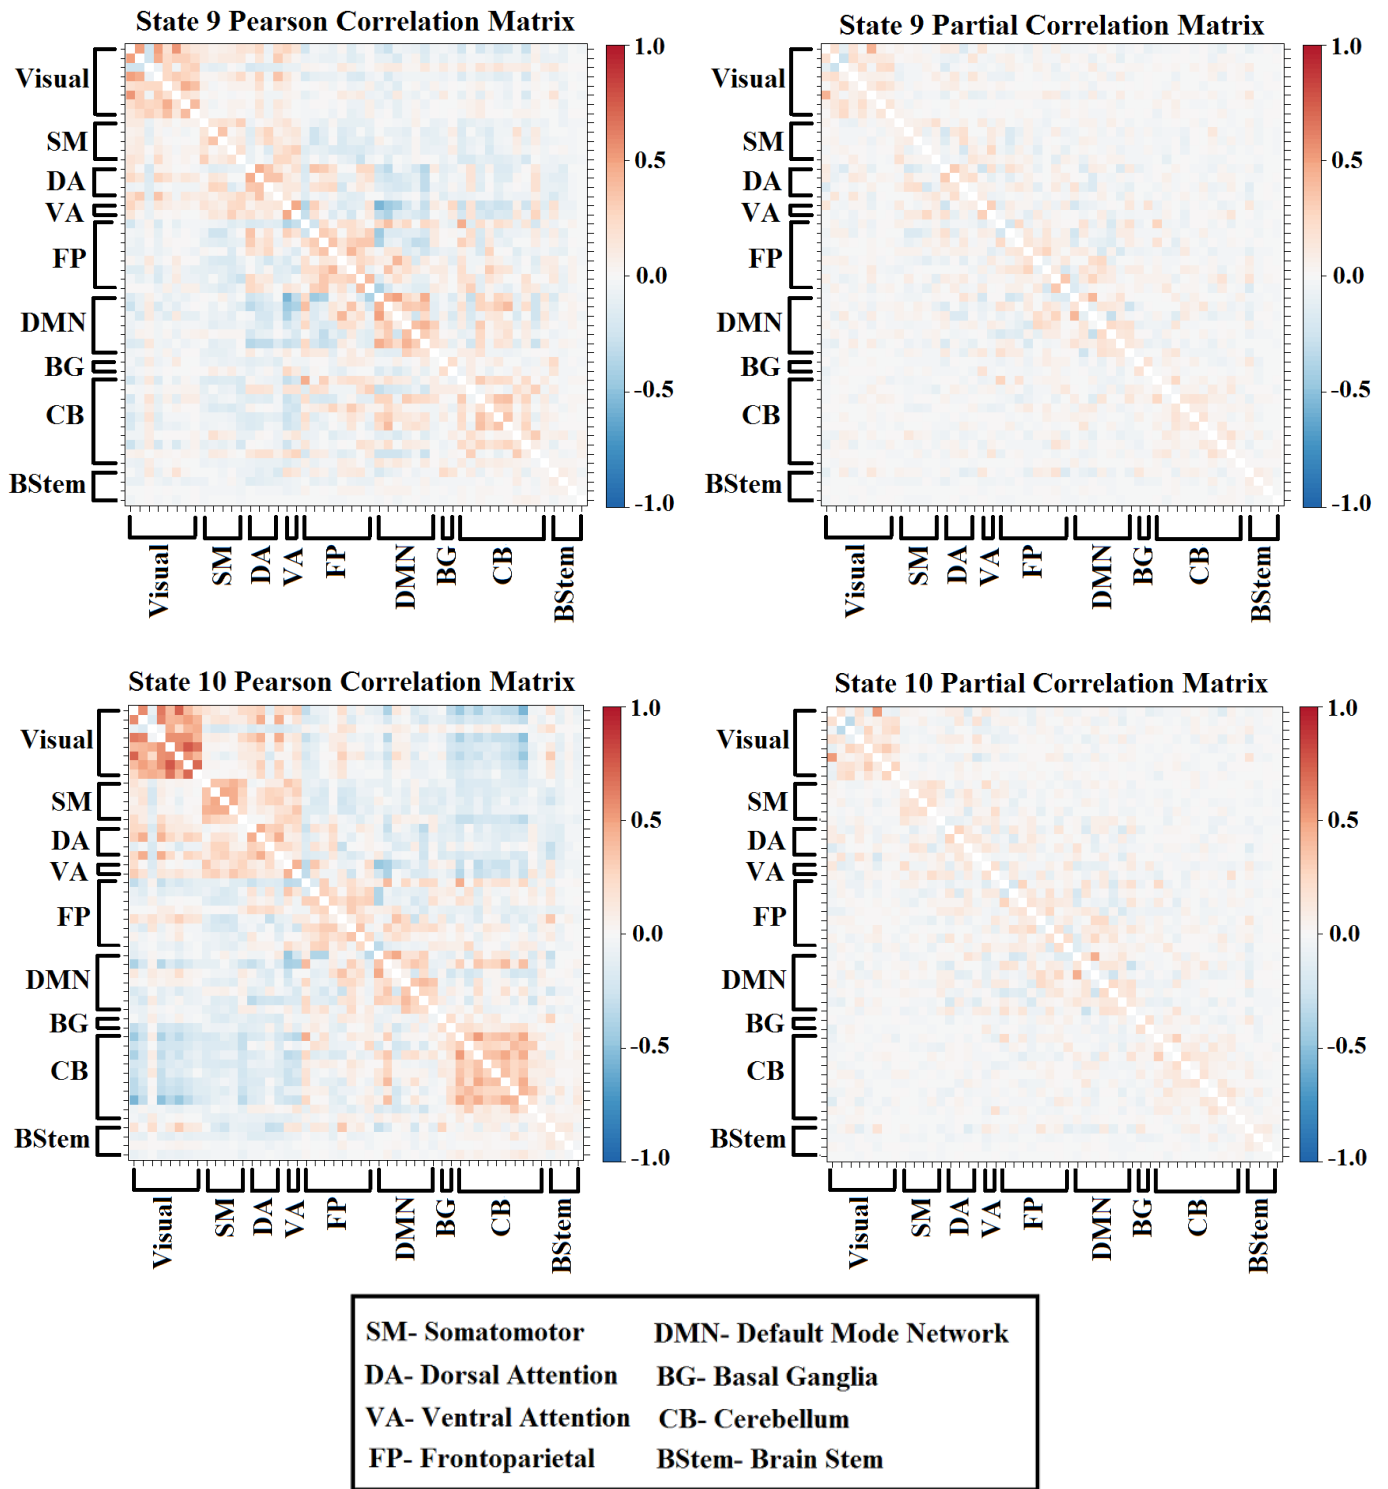 State 9 Pearson Correlation Matrix
Visual
SM
DA
VA
FP
DMN
BG
CB
BStem
1.0
0.5
0.0
-0.5
-1.0
Visual
SM
DA
VA
FP
DMN
BG
CB
BStem
State 9 Partial Correlation Matrix
Visual
SM
DA
VA
FP
DMN
BG
CB
BStem
1.0
0.5
0.0
-0.5
-1.0
Visual
SM
DA
VA
FP
DMN
BG
CB
BStem
State 10 Pearson Correlation Matrix
Visual
SM
DA
VA
FP
DMN
BG
CB
BStem
1.0
0.5
0.0
-0.5
-1.0
Visual
SM
DA
VA
FP
DMN
BG
CB
BStem
State 10 Partial Correlation Matrix
Visual
SM
DA
VA
FP
DMN
BG
CB
BStem
1.0
0.5
0.0
-0.5
-1.0
Visual
SM
DA
VA
FP
DMN
BG
CB
BStem
SM- Somatomotor
DA- Dorsal Attention
VA- Ventral Attention
FP- Frontoparietal
DMN- Default Mode Network
BG- Basal Ganglia
CB- Cerebellum
BStem- Brain Stem